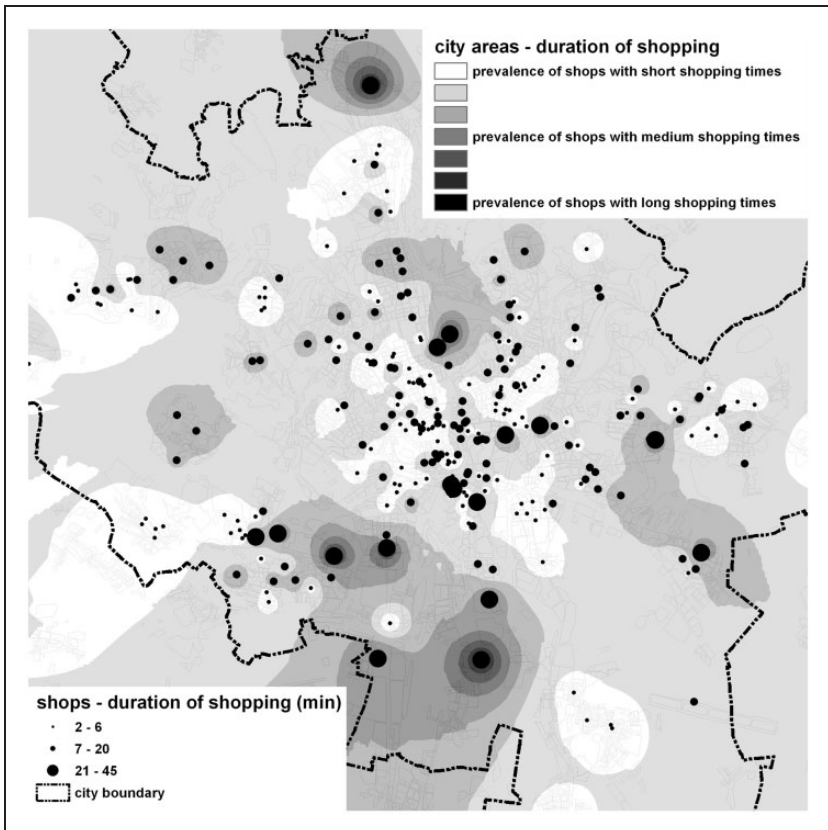 city areas - duration of shopping
prevalence of shops with short shopping times
prevalence of shops with medium shopping times
prevalence of shops with long shopping times
shops - duration of shopping (min)
2 - 6
7 - 20
21 - 45
city boundary